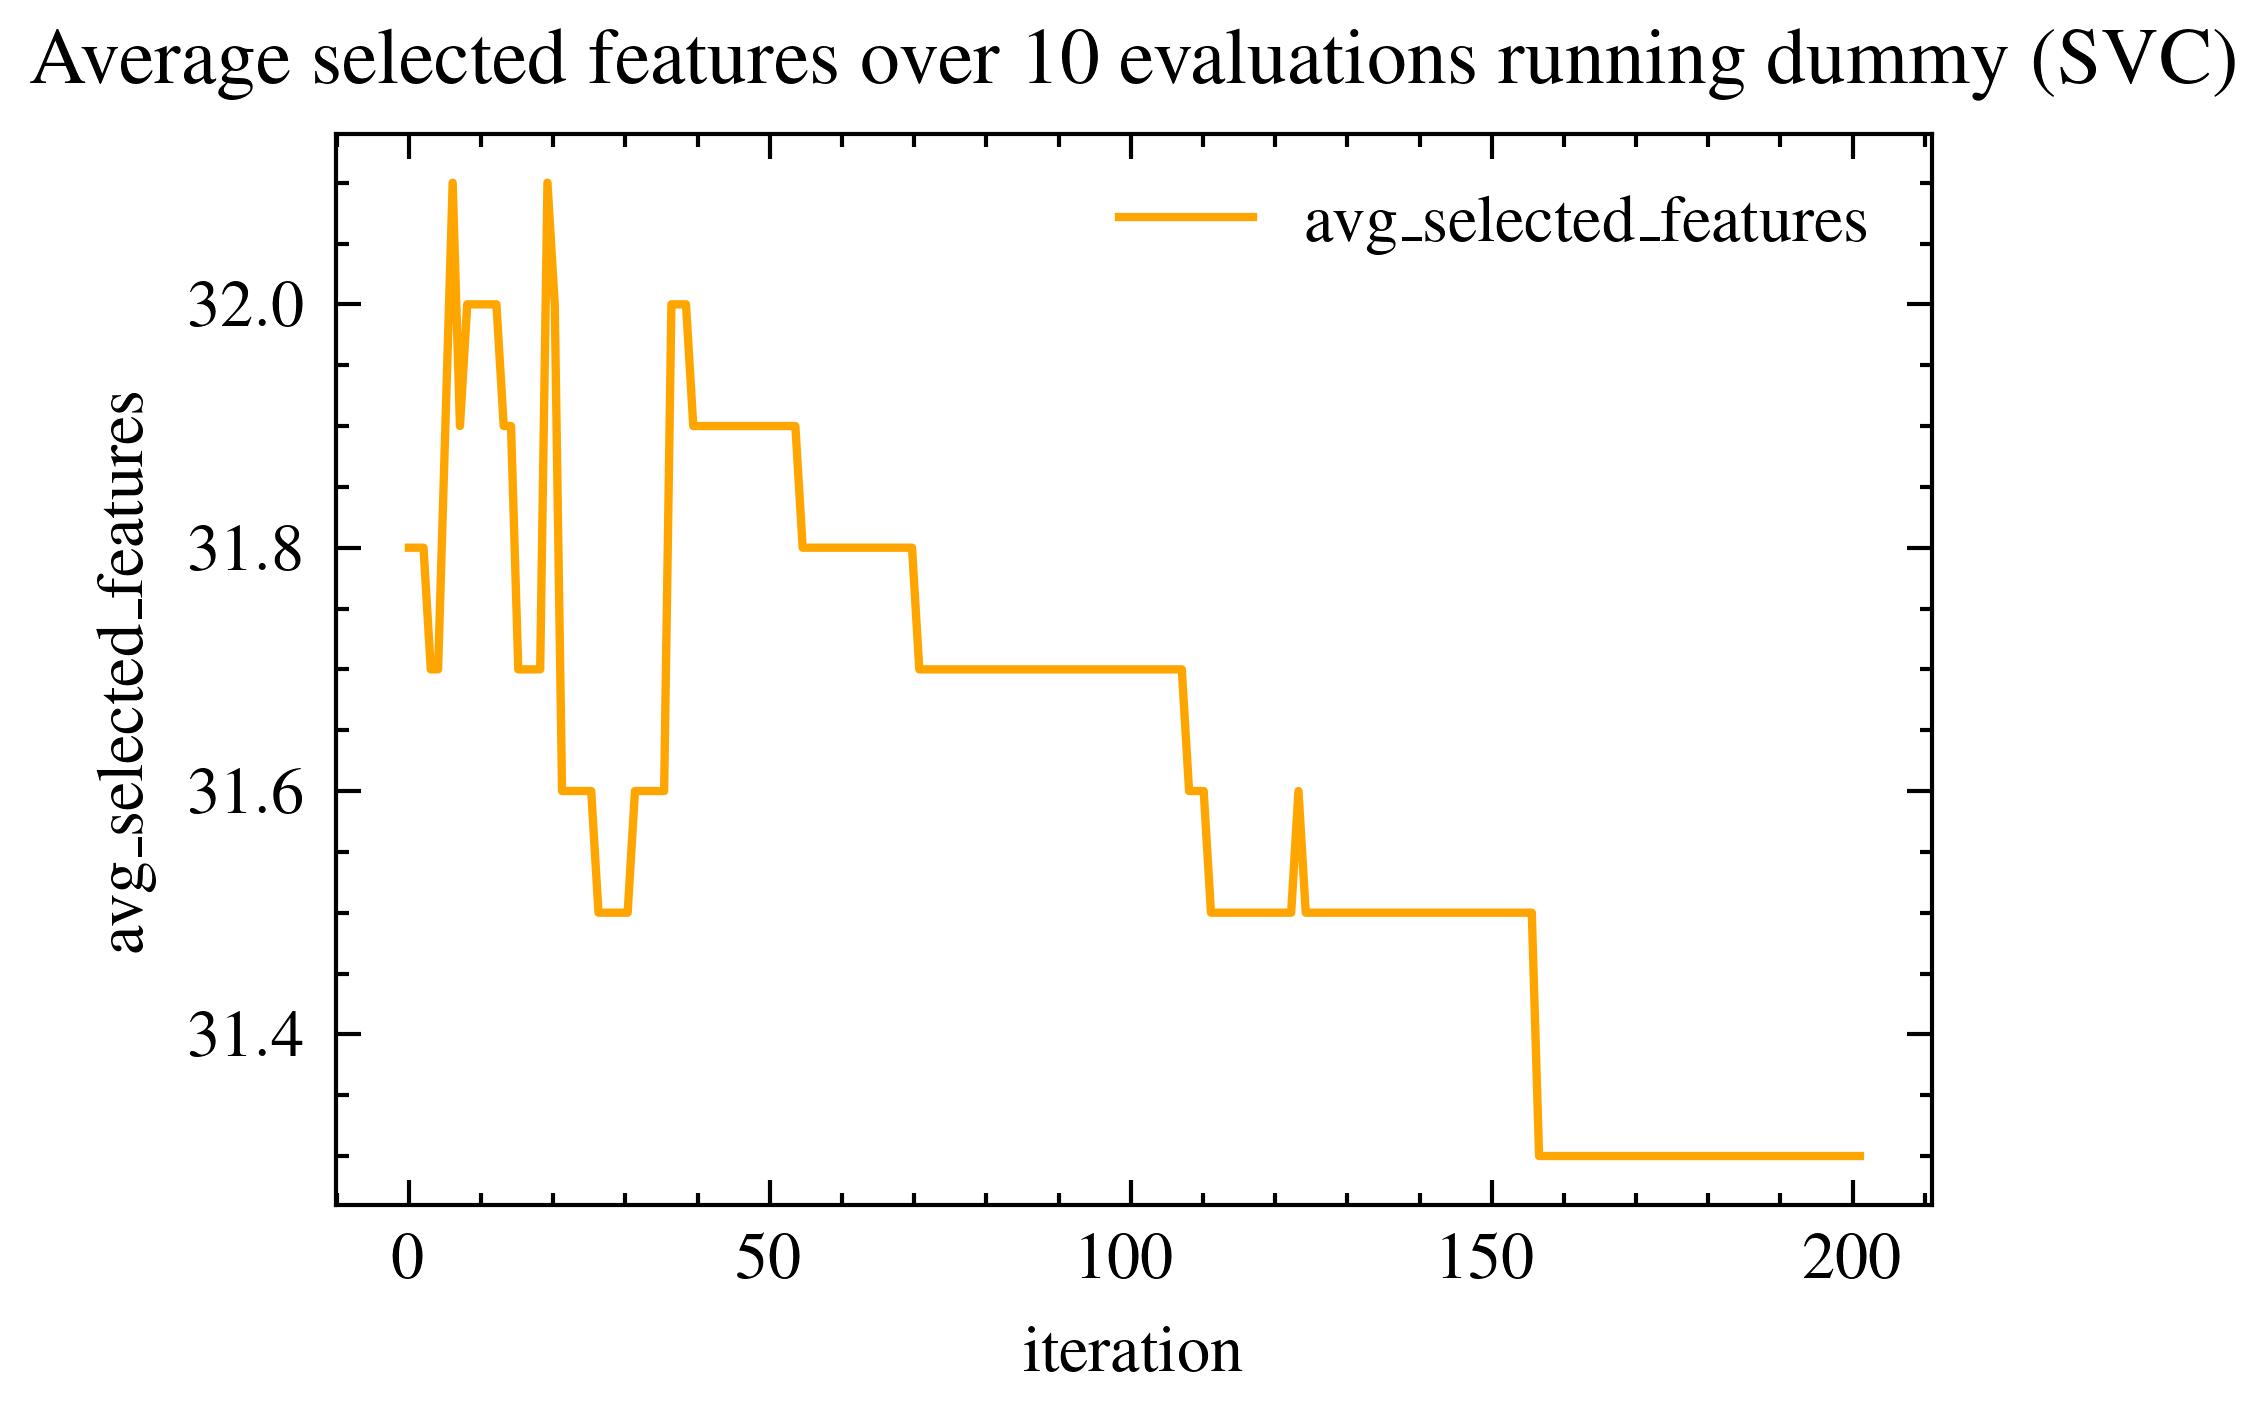 Average selected features over 10 evaluations running dummy (SVC)
avg_selected_features
32.0
31.8
31.6
31.4
avg_selected_features
0 50 100 150 200
iteration